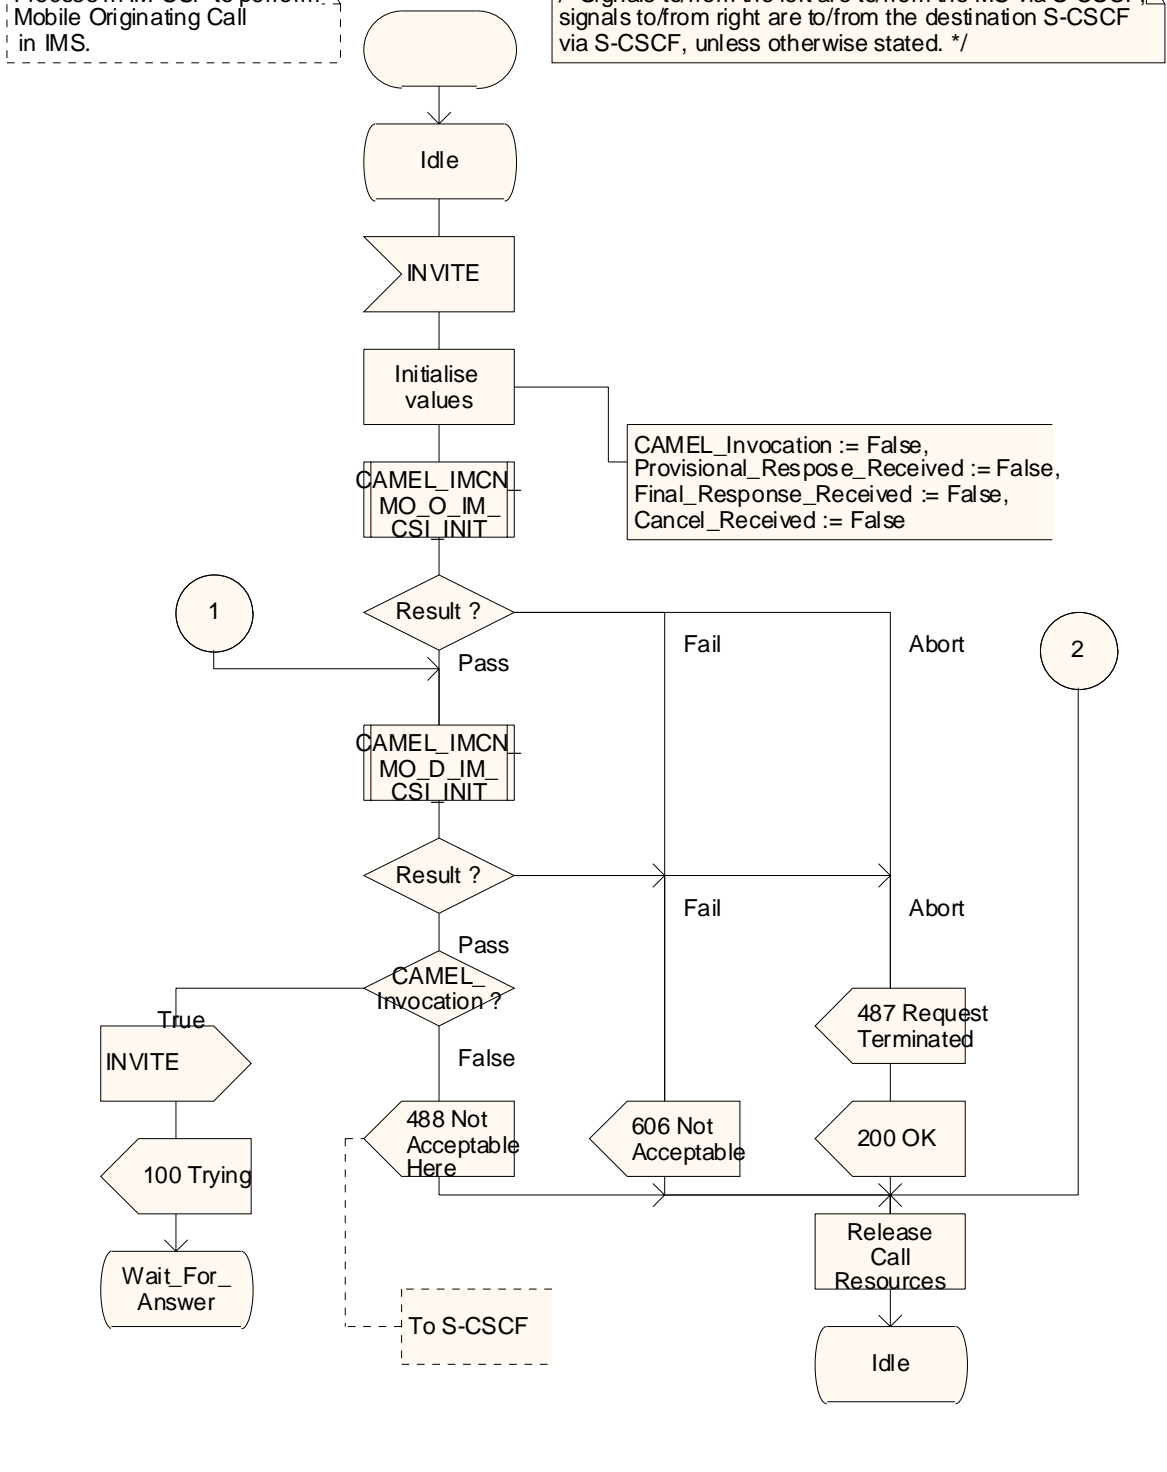 Process in IM-SSF to perform
Mobile Originating Call
in IMS.
/* Signals to/from the left are to/from the MS via S-CSCF;
signals to/from right are to/from the destination S-CSCF
via S-CSCF, unless otherwise stated. */
Idle
INVITE
Initialise
values
CAMEL_Invocation := False,
Provisional_Respose_Received := False,
Final_Response_Received := False,
Cancel_Received := False
CAMEL_IMCN_
MO_O_IM_
CSI_INIT
1
Result ?
Fail
Abort
2
Pass
CAMEL_IMCN_
MO_D_IM_
CSI_INIT
Result ?
Fail
Abort
Pass
CAMEL_
Invocation ?
True
False
INVITE
487 Request
Terminated
488 Not
Acceptable
Here
606 Not
Acceptable
200 OK
100 Trying
Release
Call
Resources
Wait_For_
Answer
To S-CSCF
Idle